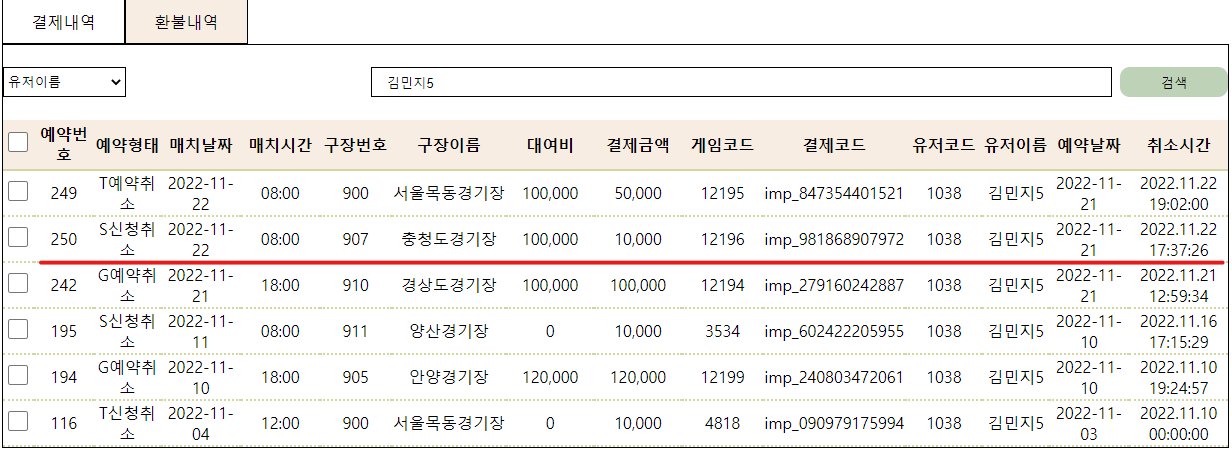 결제내역 환불내역
유저이름 김민지5 검색
예약번호 예약형태 매치날짜 매치시간 구장번호 구장이름 대여비 결제금액 게임코드 결제코드 유저코드 유저이름 예약날짜 취소시간
249 T예약취소 2022-11-22 08:00 900 서울목동경기장 100,000 50,000 12195 imp_847354401521 1038 김민지5 2022-11-21 2022.11.22 19:02:00
250 S신청취소 2022-11-22 08:00 907 충청도경기장 100,000 10,000 12196 imp_981868907972 1038 김민지5 2022-11-21 2022.11.22 17:37:26
242 G예약취소 2022-11-21 18:00 910 경상도경기장 100,000 100,000 12194 imp_279160242887 1038 김민지5 2022-11-21 2022.11.21 12:59:34
195 S신청취소 2022-11-11 08:00 911 양산경기장 0 10,000 3534 imp_602422205955 1038 김민지5 2022-11-10 2022.11.16 17:15:29
194 G예약취소 2022-11-10 18:00 905 안양경기장 120,000 120,000 12199 imp_240803472061 1038 김민지5 2022-11-10 2022.11.10 19:24:57
116 T신청취소 2022-11-04 12:00 900 서울목동경기장 0 10,000 4818 imp_090979175994 1038 김민지5 2022-11-03 2022.11.10 00:00:00